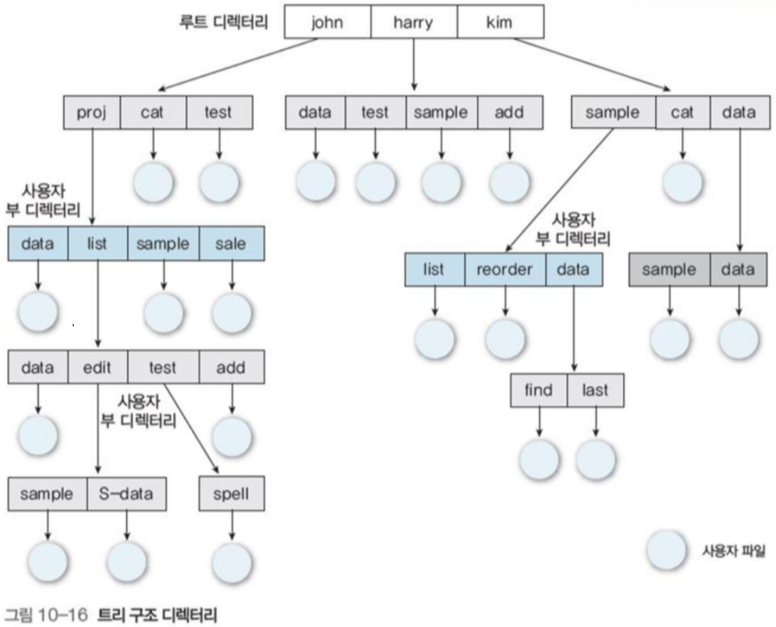 루트 디렉터리
john harry kim
proj cat test
data test sample add
sample cat data
사용자
부 디렉터리
data list sample sale
사용자
부 디렉터리
list reorder data
sample data
data edit test add
사용자
부 디렉터리
find last
sample S-data
spell
사용자 파일
그림 10-16 트리 구조 디렉터리